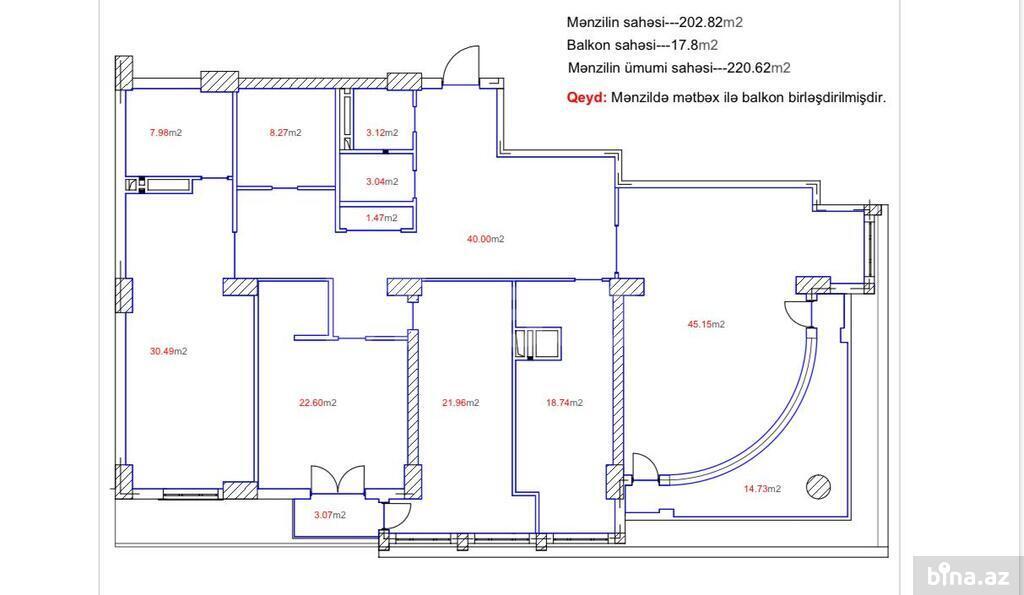 Mənzilin sahəsi---202.82m2
Balkon sahəsi---17.8m2
Mənzilin ümumi sahəsi---220.62m2
Qeyd: Mənzildə mətbəx ilə balkon birləşdirilmişdir.
7.98m2
8.27m2
3.12m2
3.04m2
1.47m2
40.00m2
45.15m2
30.49m2
22.60m2
21.96m2
18.74m2
14.73m2
3.07m2
bina.az